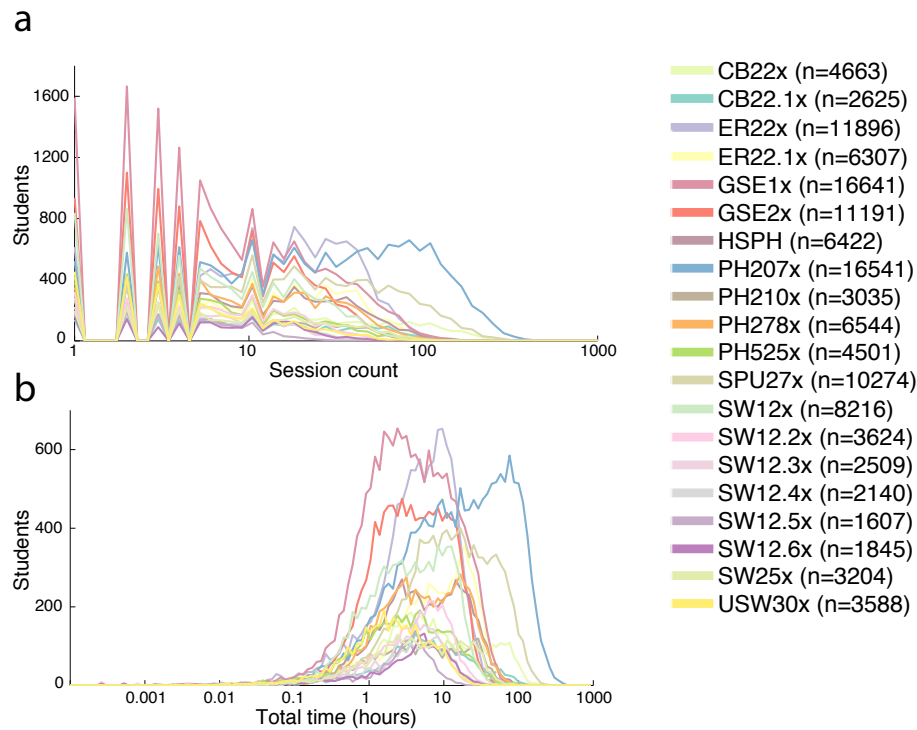 a
1600
1200
800
400
0
Students
1 10 100 1000
Session count
b
600
400
200
0
Students
0.001 0.01 0.1 1 10 100 1000
Total time (hours)
CB22x (n=4663)
CB22.1x (n=2625)
ER22x (n=11896)
ER22.1x (n=6307)
GSE1x (n=16641)
GSE2x (n=11191)
HSPH (n=6422)
PH207x (n=16541)
PH210x (n=3035)
PH278x (n=6544)
PH525x (n=4501)
SPU27x (n=10274)
SW12x (n=8216)
SW12.2x (n=3624)
SW12.3x (n=2509)
SW12.4x (n=2140)
SW12.5x (n=1607)
SW12.6x (n=1845)
SW25x (n=3204)
USW30x (n=3588)